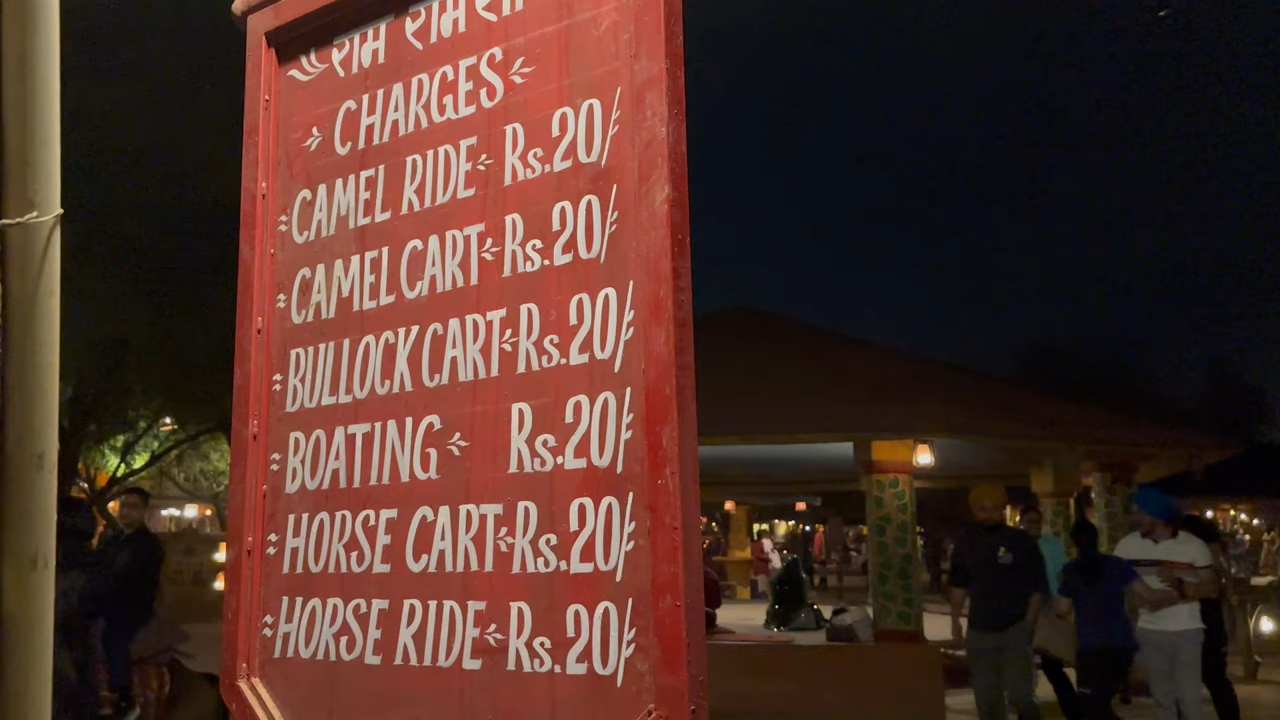 राम राम सा
CHARGES
CAMEL RIDE Rs.20/
CAMEL CART Rs.20/
BULLOCK CART Rs.20/
BOATING Rs.20/
HORSE CART Rs.20/
HORSE RIDE Rs.20/